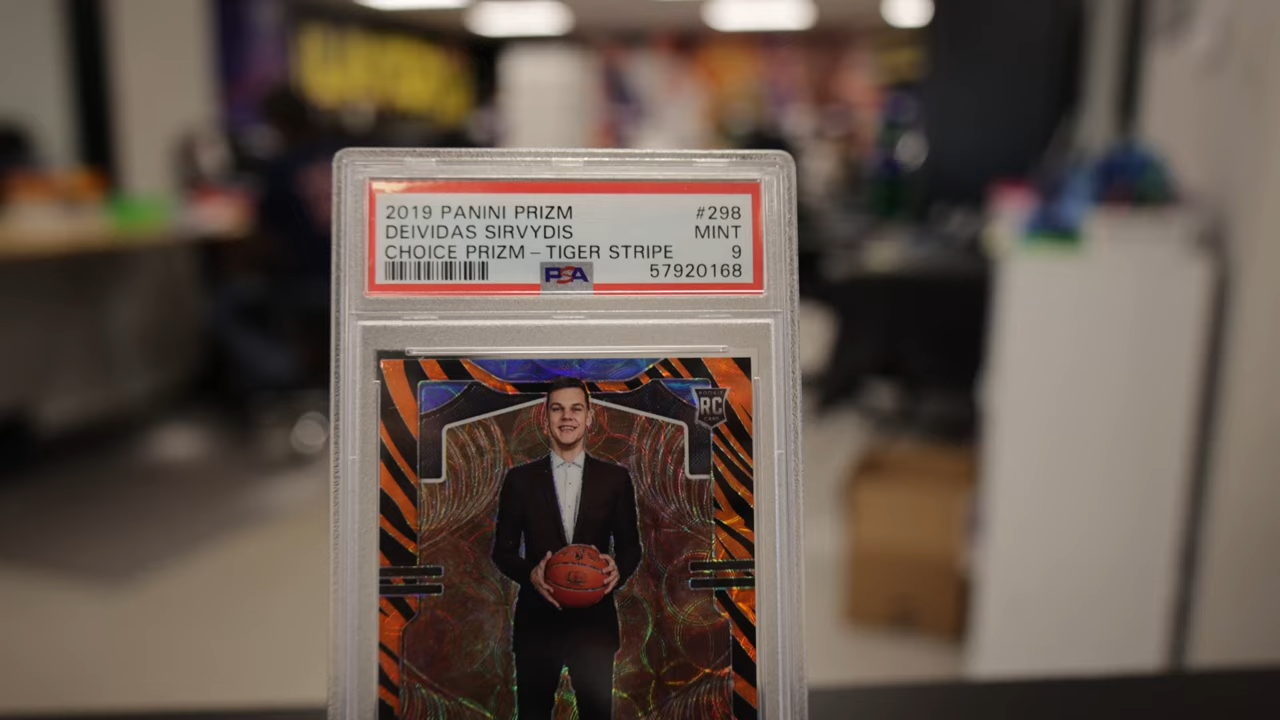 2019 PANINI PRIZM #298
DEIVIDAS SIRVYDIS MINT
CHOICE PRIZM – TIGER STRIPE 9
PSA 57920168
RC